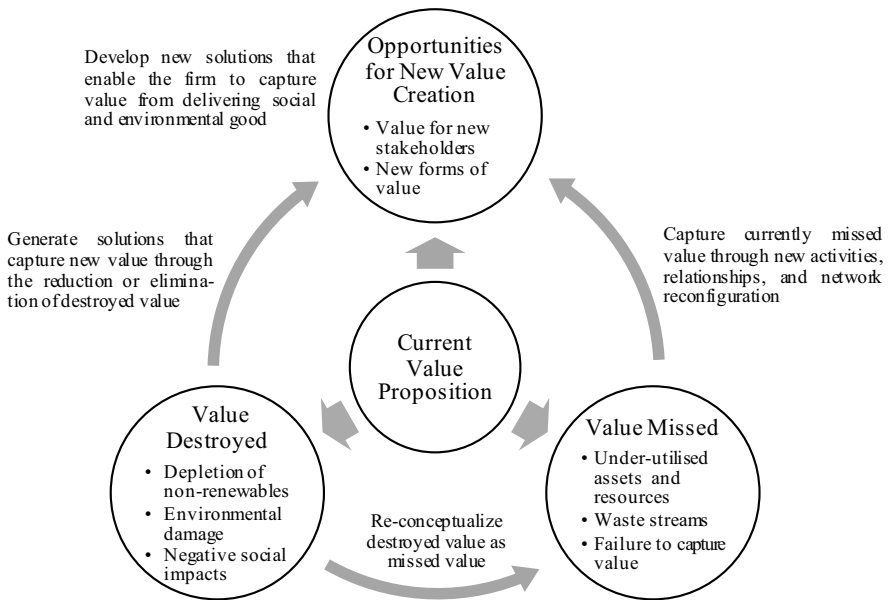 Develop new solutions that
enable the firm to capture
value from delivering social
and environmental good
Opportunities
for New Value
Creation
• Value for new
stakeholders
• New forms of
value
Generate solutions that
capture new value through
the reduction or elimina-
tion of destroyed value
Capture currently missed
value through new activities,
relationships, and network
reconfiguration
Current
Value
Proposition
Value
Destroyed
• Depletion of
non-renewables
• Environmental
damage
• Negative social
impacts
Re-conceptualize
destroyed value as
missed value
Value Missed
• Under-utilised
assets and
resources
• Waste streams
• Failure to capture
value